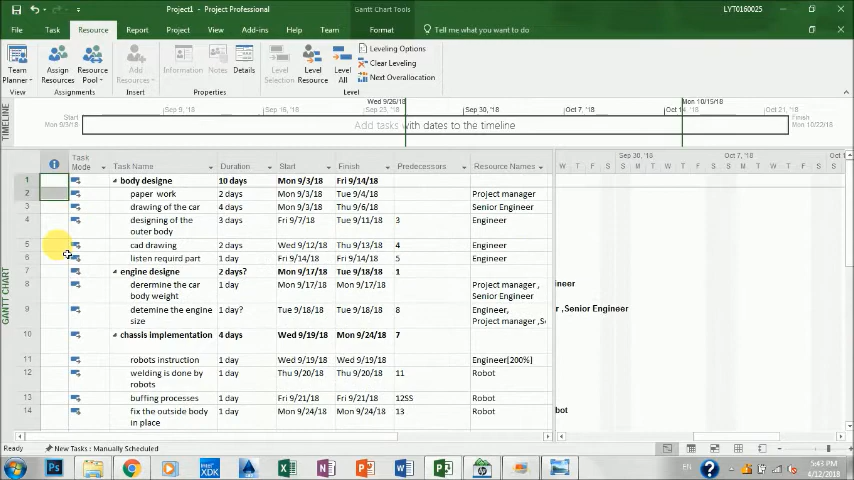 Project1 - Project Professional
Gantt Chart Tools
LYT0160025
File Task Resource Report Project View Add-ins Help Team Format Tell me what you want to do...
Leveling Options
Clear Leveling
Next Overallocation
Team Planner
Assign Resources
Resource Pool
Add Resources
Information
Notes
Details
Level Selection
Level Resource
Level All
View Assignments Insert Properties Level
TIMELINE
Wed 9/26/18
Mon 10/15/18
Sep 9, '18 Sep 16, '18 Sep 23, '18 Sep 30, '18 Oct 7, '18 Oct 14, '18 Oct 21, '18
Start
Mon 9/3/18
Add tasks with dates to the timeline
Finish
Mon 10/22/18
GANTT CHART
Task Mode Task Name Duration Start Finish Predecessors Resource Names
Sep 30, '18 Oct 7, '18
W T F S S M T W T F S S M T W T F S
1 body designe 10 days Mon 9/3/18 Fri 9/14/18
2 paper work 2 days Mon 9/3/18 Tue 9/4/18 Project manager
3 drawing of the car 4 days Mon 9/3/18 Thu 9/6/18 Senior Engineer
4 designing of the outer body 3 days Fri 9/7/18 Tue 9/11/18 3 Engineer
5 cad drawing 2 days Wed 9/12/18 Thu 9/13/18 4 Engineer
6 listen requird part 1 day Fri 9/14/18 Fri 9/14/18 5 Engineer
7 engine designe 2 days? Mon 9/17/18 Tue 9/18/18 1
8 derermine the car body weight 1 day Mon 9/17/18 Mon 9/17/18 Project manager , Senior Engineer
ineer
9 detemine the engine size 1 day? Tue 9/18/18 Tue 9/18/18 8 Engineer, Project manager ,S
r ,Senior Engineer
10 chassis implementation 4 days Wed 9/19/18 Mon 9/24/18 7
11 robots instruction 1 day Wed 9/19/18 Wed 9/19/18 Engineer[200%]
12 welding is done by robots 1 day Thu 9/20/18 Thu 9/20/18 11 Robot
13 buffing processes 1 day Fri 9/21/18 Fri 9/21/18 12SS Robot
14 fix the outside body in place 1 day Mon 9/24/18 Mon 9/24/18 13 Robot
bot
Ready New Tasks : Manually Scheduled
EN
5:43 PM
4/12/2018